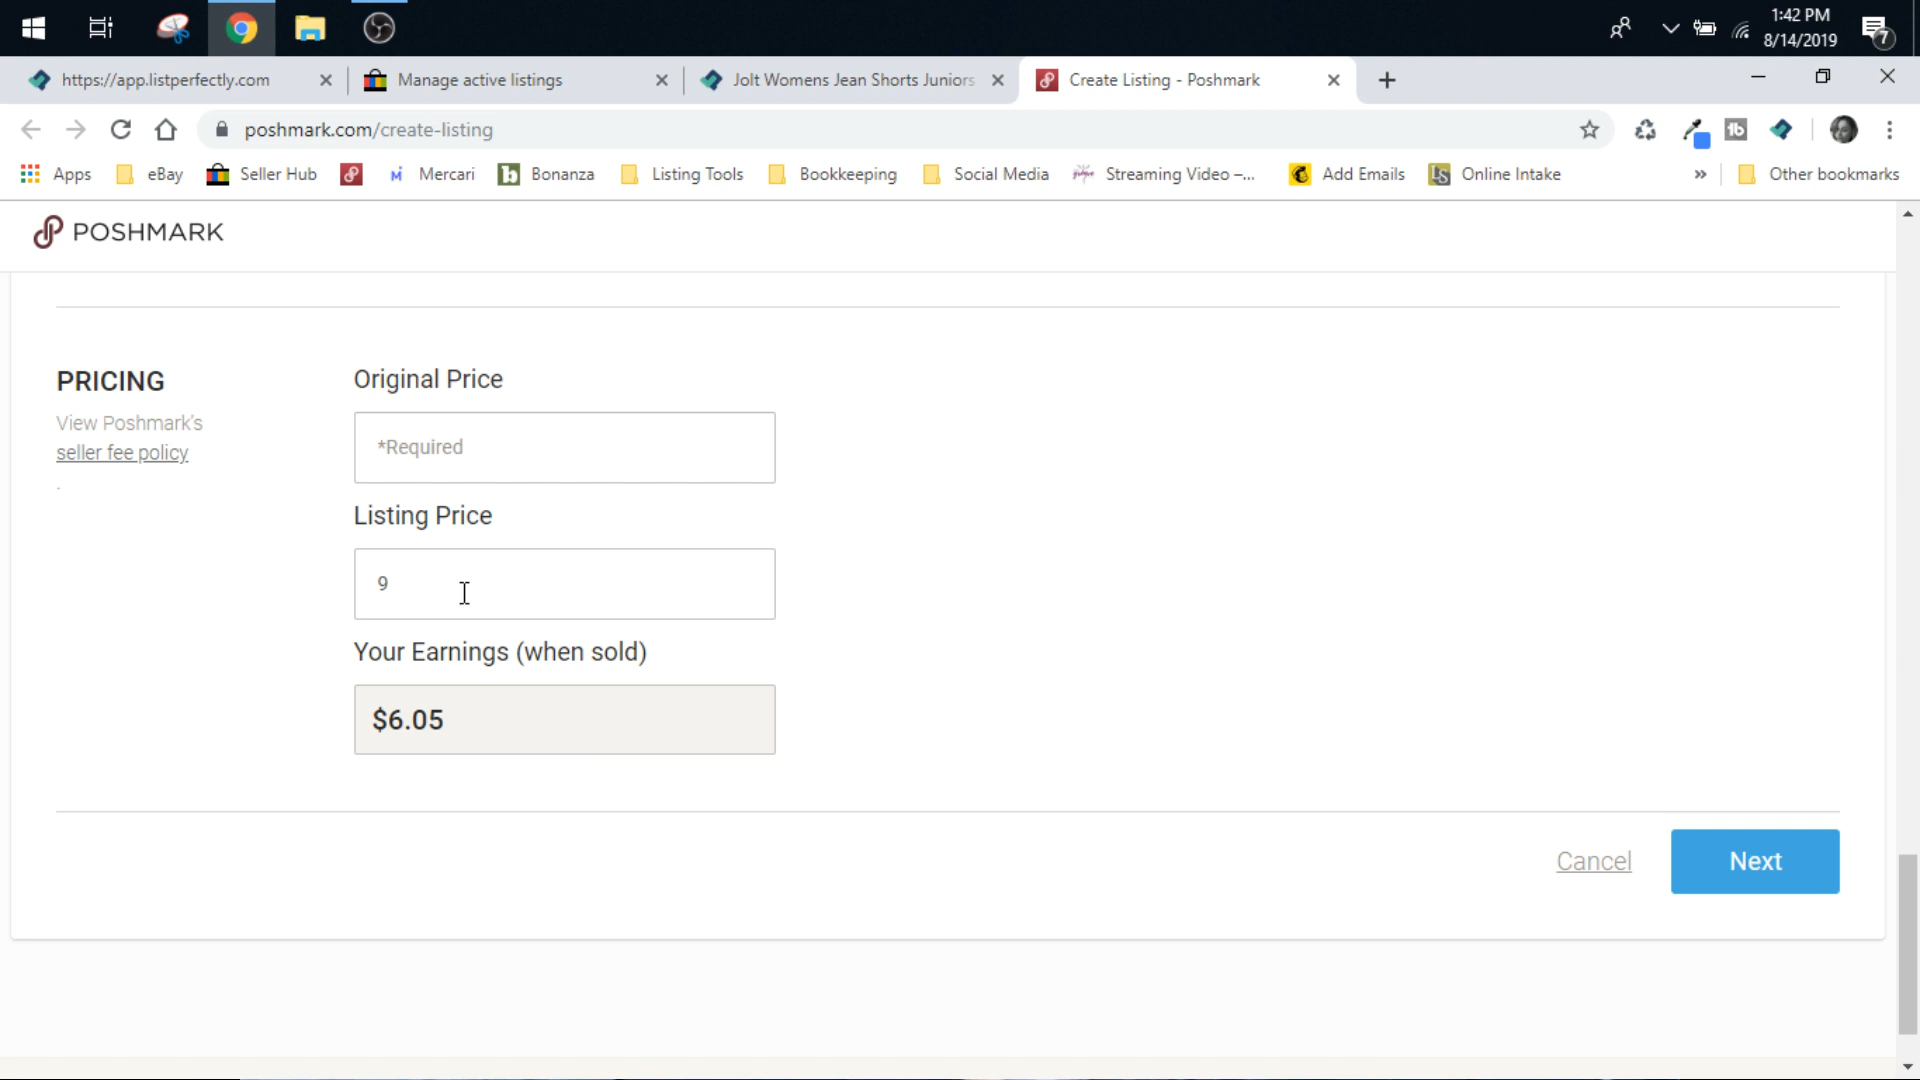 1:42 PM
8/14/2019
7
https://app.listperfectly.com
Manage active listings
Jolt Womens Jean Shorts Juniors
Create Listing - Poshmark
poshmark.com/create-listing
Apps
eBay
Seller Hub
Mercari
Bonanza
Listing Tools
Bookkeeping
Social Media
Streaming Video –...
Add Emails
Online Intake
»
Other bookmarks
POSHMARK
PRICING
View Poshmark's
seller fee policy
.
Original Price
*Required
Listing Price
9
Your Earnings (when sold)
$6.05
Cancel
Next